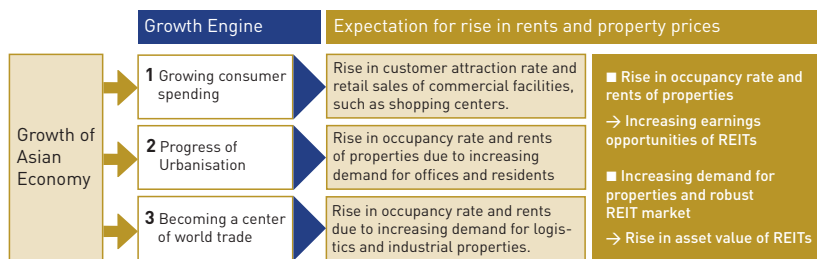 Growth Engine
Expectation for rise in rents and property prices
Growth of
Asian
Economy
1 Growing consumer
spending
Rise in customer attraction rate and
retail sales of commercial facilities,
such as shopping centers.
2 Progress of
Urbanisation
Rise in occupancy rate and rents
of properties due to increasing
demand for offices and residents
3 Becoming a center
of world trade
Rise in occupancy rate and rents
due to increasing demand for logis-
tics and industrial properties.
■ Rise in occupancy rate and
rents of properties
→ Increasing earnings
opportunities of REITs
■ Increasing demand for
properties and robust
REIT market
→ Rise in asset value of REITs